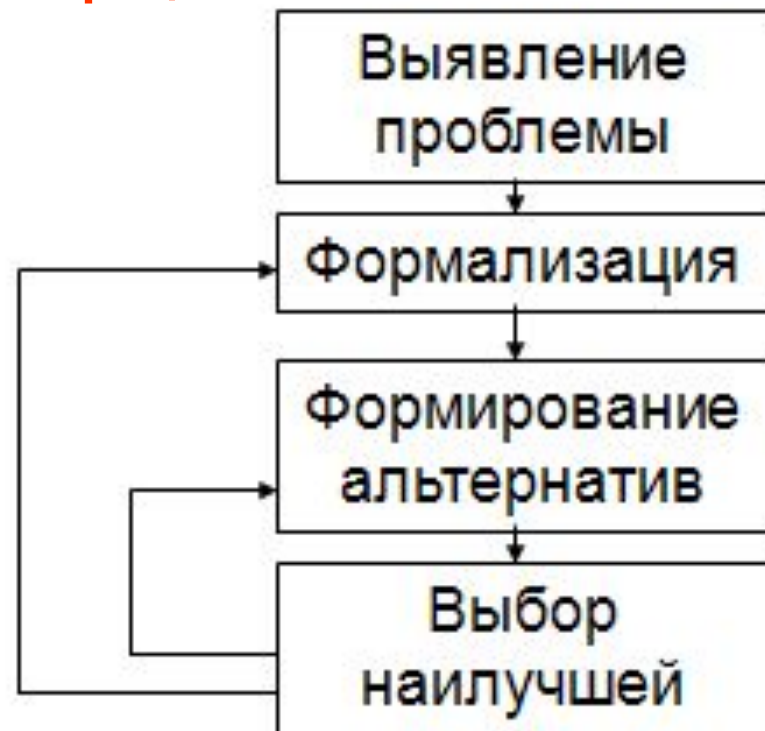 Выявление
проблемы
Формализация
Формирование
альтернатив
Выбор
наилучшей